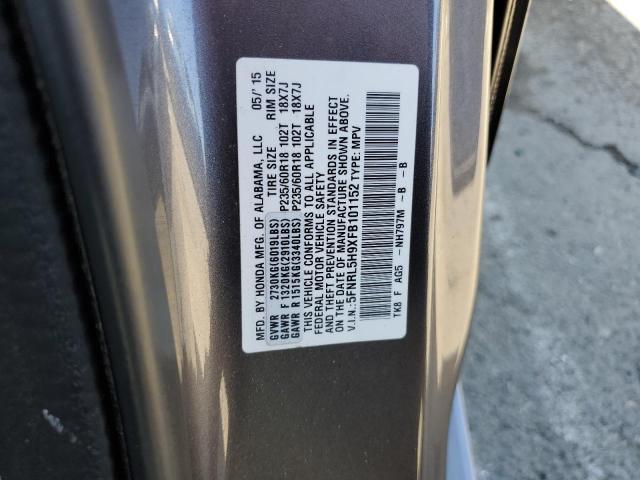 MFD. BY HONDA MFG. OF ALABAMA, LLC 05/'15
TIRE SIZE RIM SIZE
GVWR 2730KG(6019LBS)
GAWR F 1320KG(2910LBS) P235/60R18 102T 18X7J
GAWR R 1515KG(3340LBS) P235/60R18 102T 18X7J
THIS VEHICLE CONFORMS TO ALL APPLICABLE
FEDERAL MOTOR VEHICLE SAFETY
AND THEFT PREVENTION STANDARDS IN EFFECT
ON THE DATE OF MANUFACTURE SHOWN ABOVE.
V.I.N.: 5FNRL5H9XFB101152 TYPE: MPV
TK8 F AG5 -NH797M -B -B